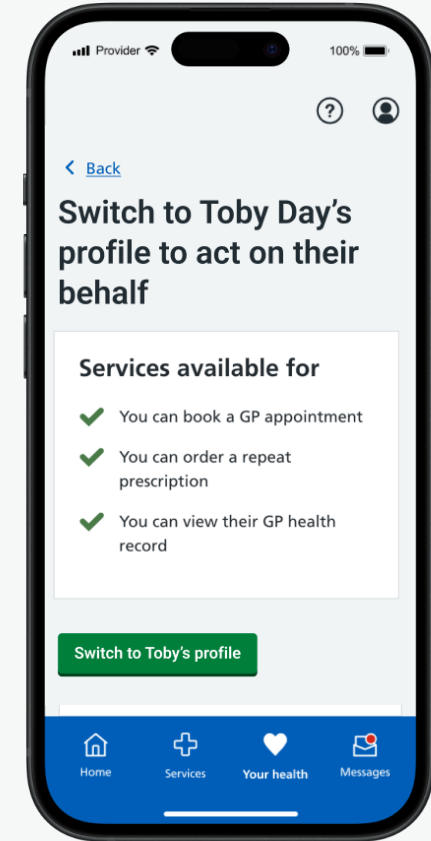 Provider
100%
?
Back
Switch to Toby Day's
profile to act on their
behalf
Services available for
You can book a GP appointment
You can order a repeat
prescription
You can view their GP health
record
Switch to Toby's profile
Home
Services
Your health
Messages